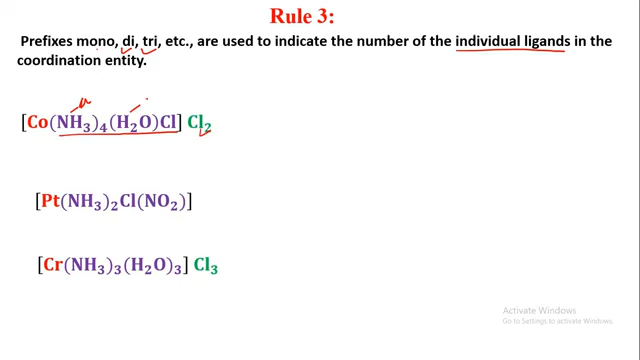 Rule 3:
Prefixes mono, di, tri, etc., are used to indicate the number of the individual ligands in the
coordination entity.
a
[Co(NH₃)₄(H₂O)Cl] Cl₂
[Pt(NH₃)₂Cl(NO₂)]
[Cr(NH₃)₃(H₂O)₃] Cl₃
Activate Windows
Go to Settings to activate Windows.